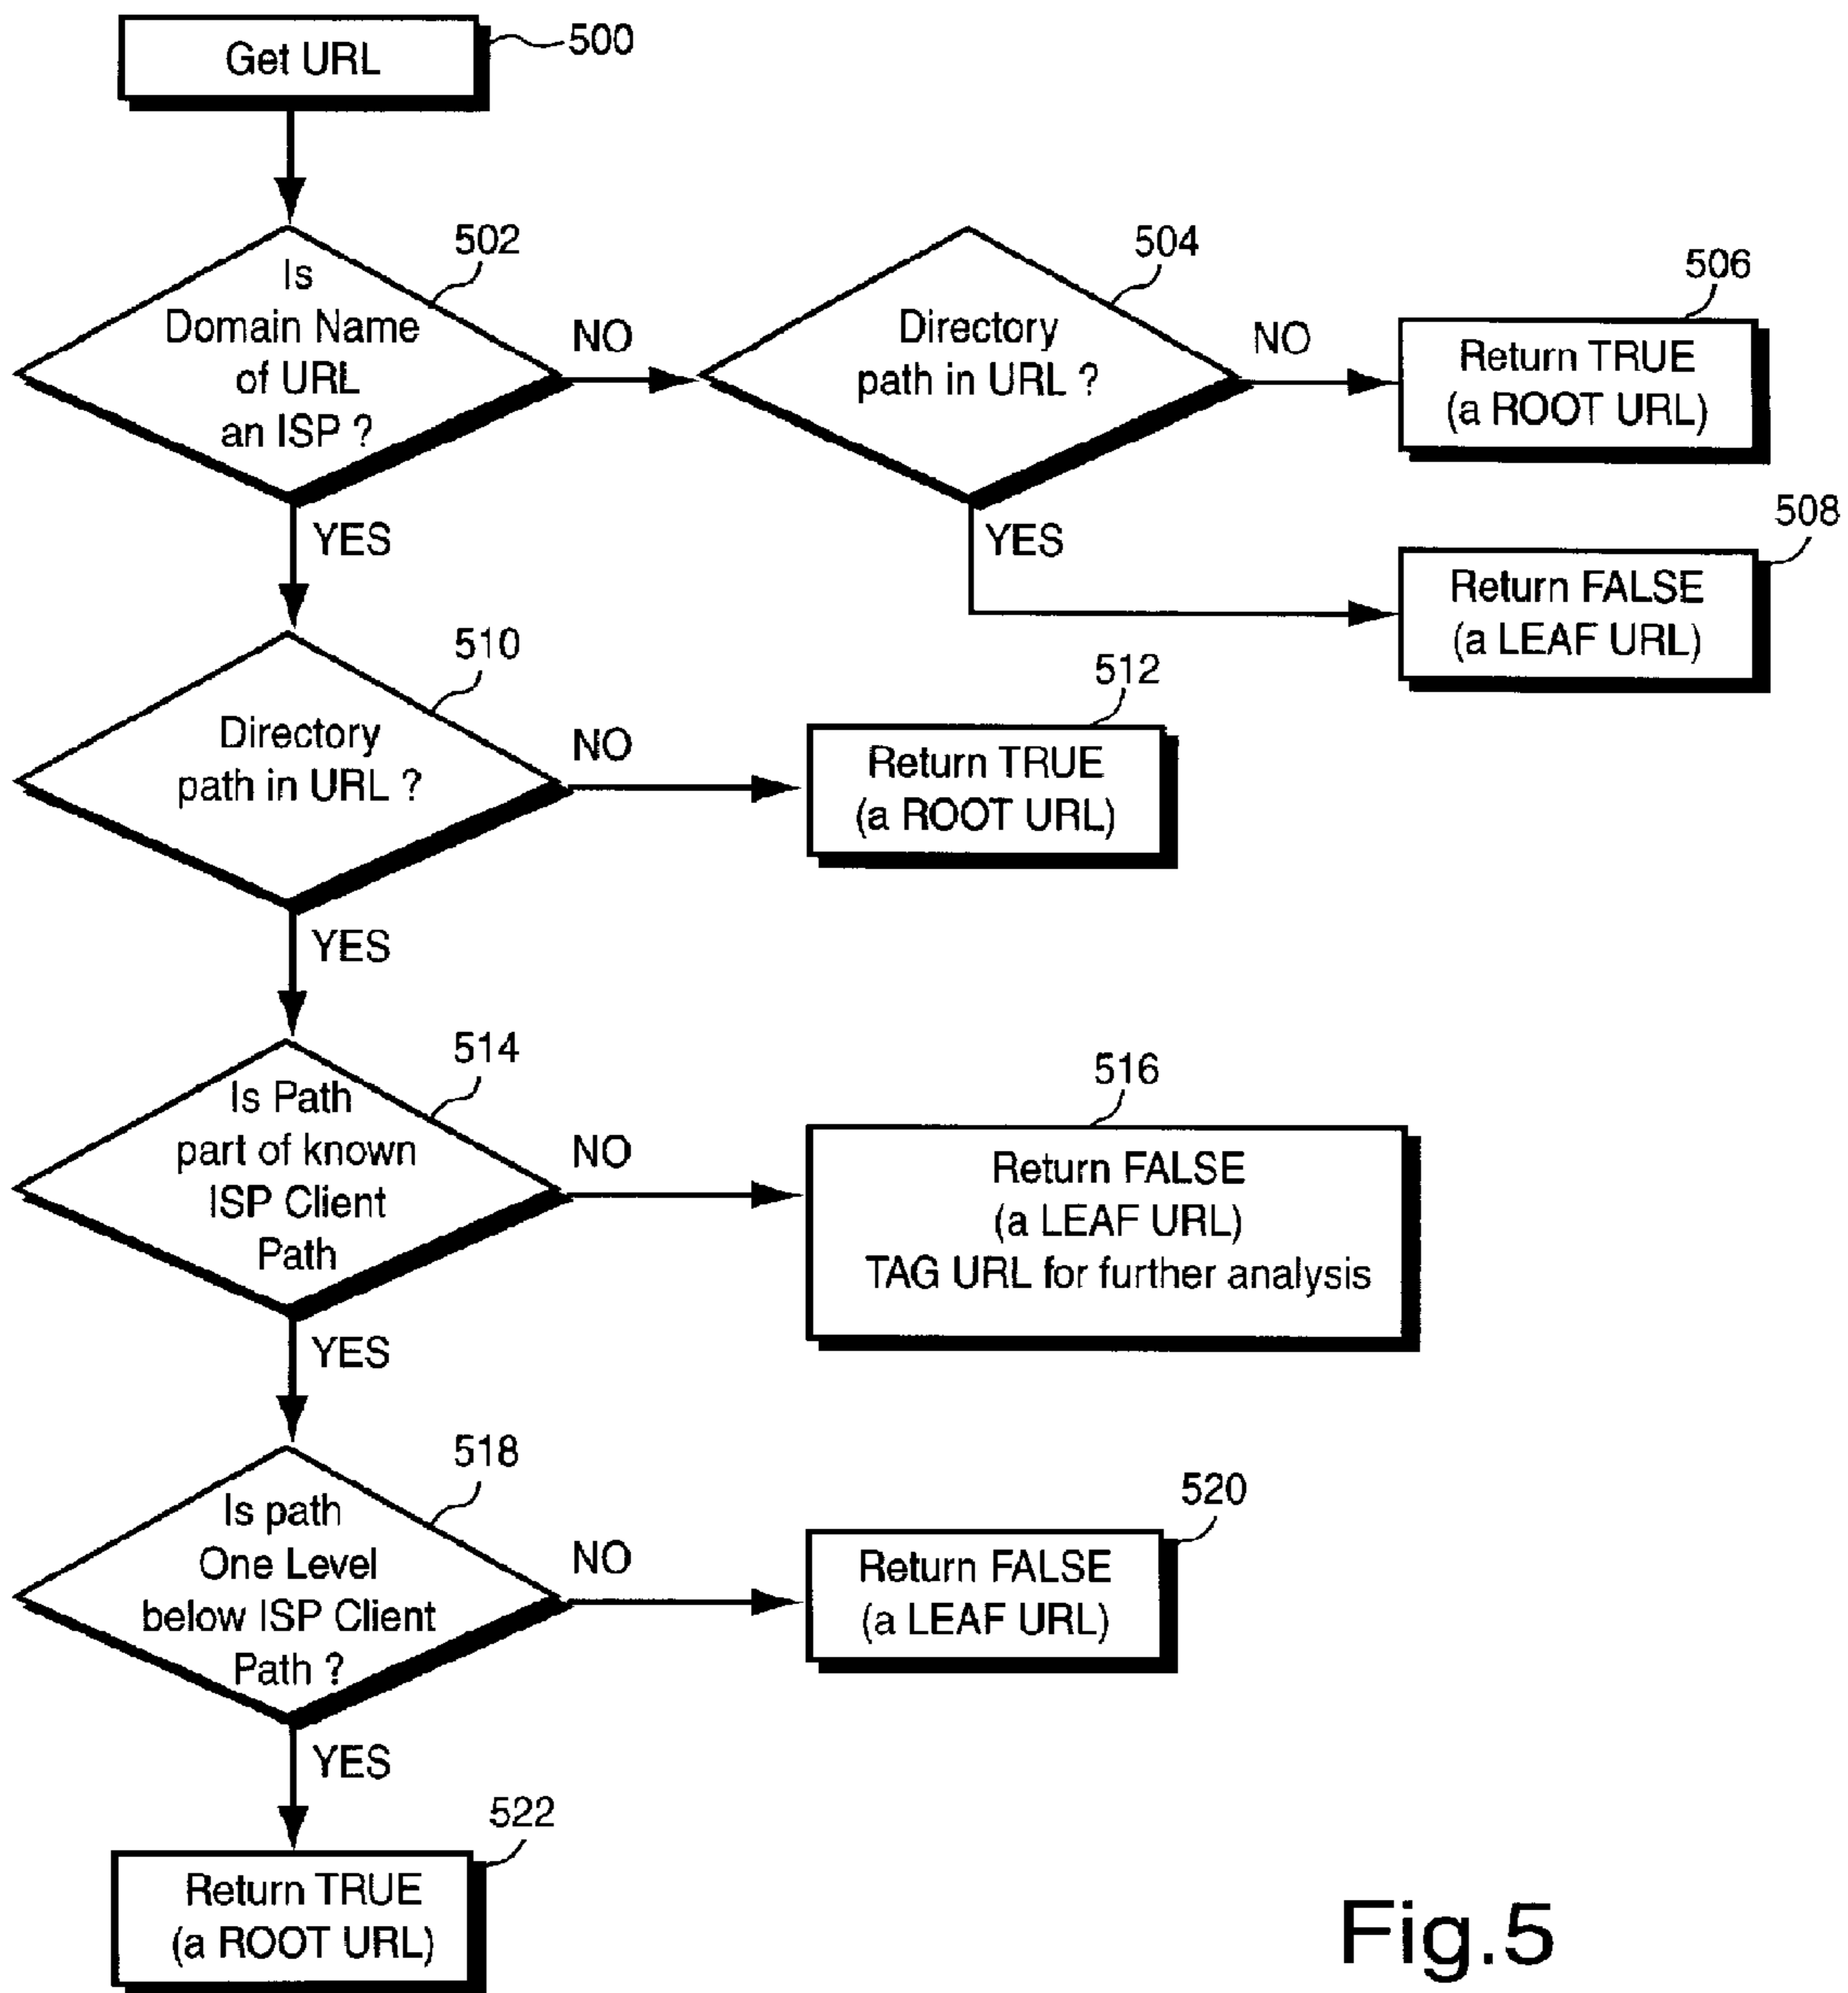 Get URL
500
Is
Domain Name
of URL
an ISP ?
502
NO
YES
Directory
path in URL ?
504
NO
YES
Return TRUE
(a ROOT URL)
506
Return FALSE
(a LEAF URL)
508
Directory
path in URL ?
510
NO
YES
Return TRUE
(a ROOT URL)
512
Is Path
part of known
ISP Client
Path
514
NO
YES
Return FALSE
(a LEAF URL)
TAG URL for further analysis
516
Is path
One Level
below ISP Client
Path ?
518
NO
YES
Return FALSE
(a LEAF URL)
520
Return TRUE
(a ROOT URL)
522
Fig.5